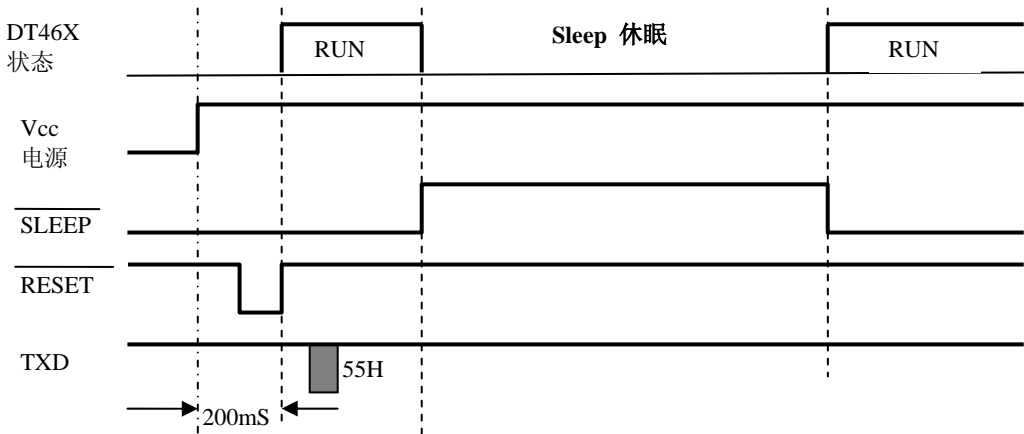 DT46X
状态
RUN
Sleep 休眠
RUN
Vcc
电源
SLEEP
RESET
TXD
55H
200mS